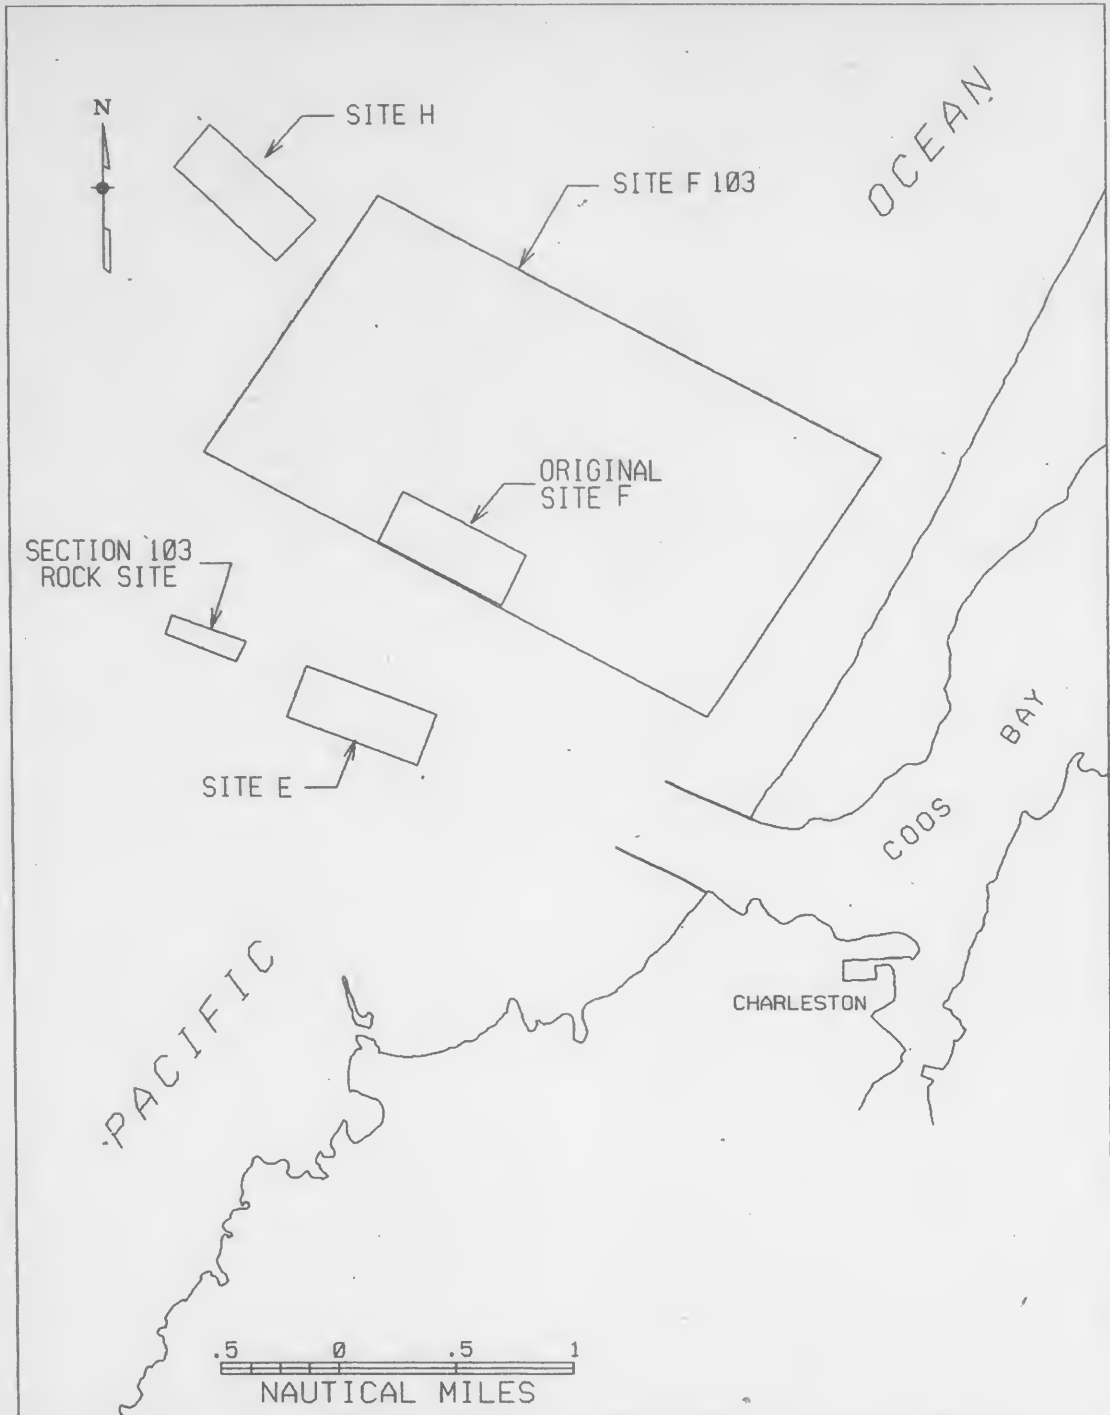 N
SITE H
OCEAN
SITE F 103
ORIGINAL
SITE F
SECTION 103
ROCK SITE
SITE E
BAY
COOS
PACIFIC
CHARLESTON
.5 0 .5 1
NAUTICAL MILES